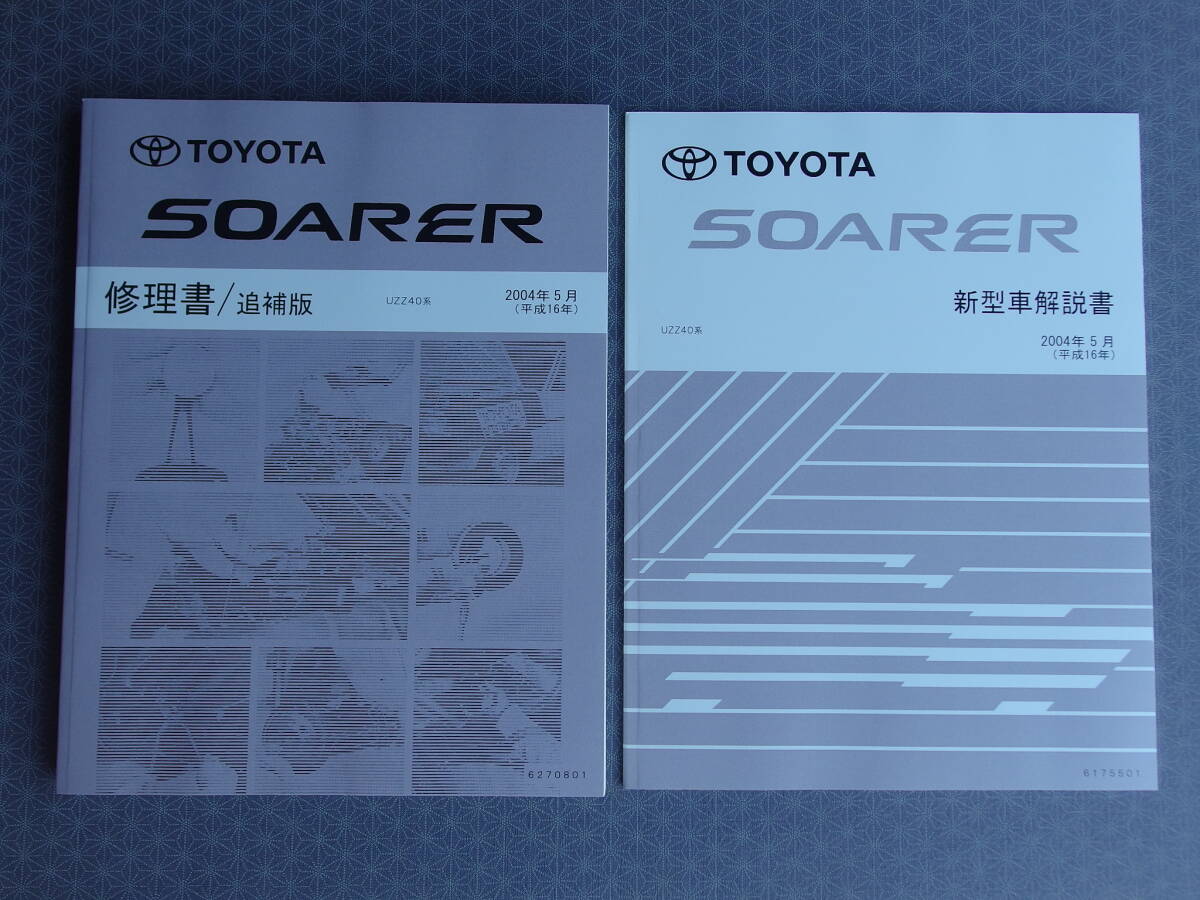 TOYOTA
SOARER
修理書/追補版
UZZ40系
2004年5月
(平成16年)
6270801
TOYOTA
SOARER
新型車解説書
UZZ40系
2004年5月
(平成16年)
6175501